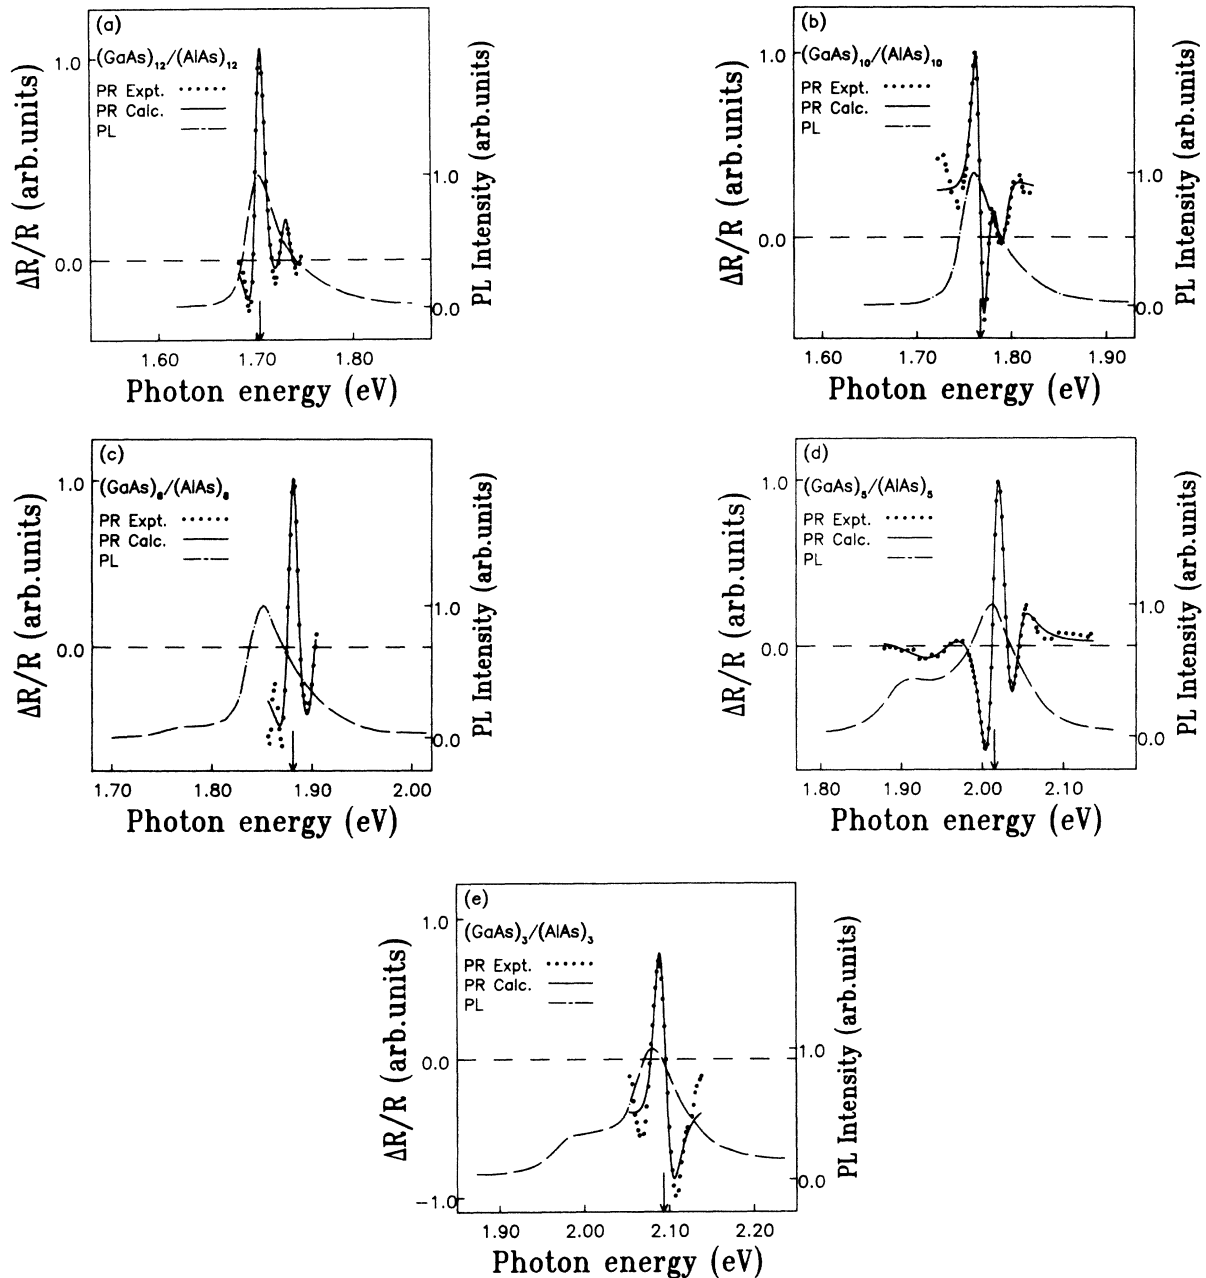 (a)
(GaAs)₁₂/(AlAs)₁₂
PR Expt.
PR Calc.
PL
1.0
0.0
ΔR/R (arb.units)
1.0
0.0
PL Intensity (arb.units)
1.60 1.70 1.80
Photon energy (eV)
(b)
(GaAs)₁₀/(AlAs)₁₀
PR Expt.
PR Calc.
PL
1.0
0.0
ΔR/R (arb.units)
1.0
0.0
PL Intensity (arb.units)
1.60 1.70 1.80 1.90
Photon energy (eV)
(c)
(GaAs)₈/(AlAs)₈
PR Expt.
PR Calc.
PL
1.0
0.0
ΔR/R (arb.units)
1.0
0.0
PL Intensity (arb.units)
1.70 1.80 1.90 2.00
Photon energy (eV)
(d)
(GaAs)₅/(AlAs)₅
PR Expt.
PR Calc.
PL
1.0
0.0
ΔR/R (arb.units)
1.0
0.0
PL Intensity (arb.units)
1.80 1.90 2.00 2.10
Photon energy (eV)
(e)
(GaAs)₃/(AlAs)₃
PR Expt.
PR Calc.
PL
1.0
0.0
-1.0
ΔR/R (arb.units)
1.0
0.0
PL Intensity (arb.units)
1.90 2.00 2.10 2.20
Photon energy (eV)